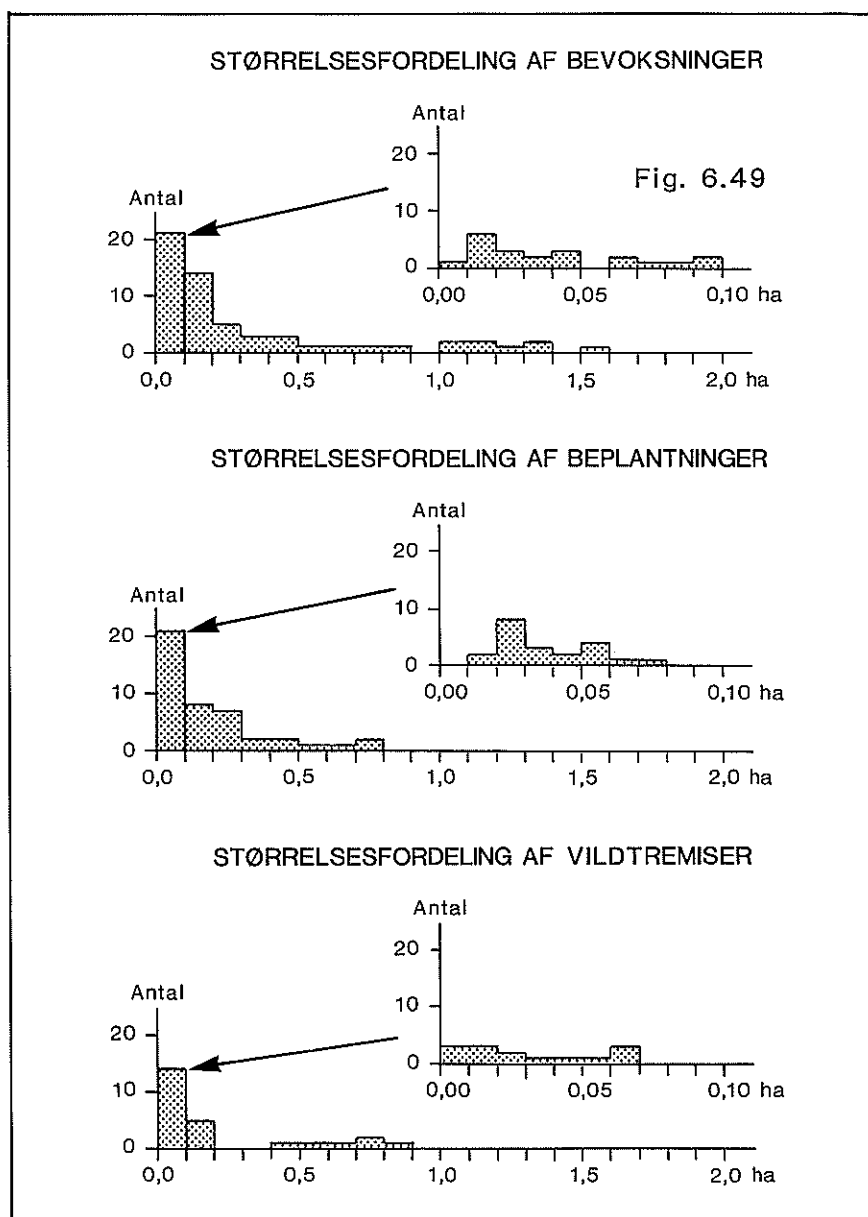 STØRRELSESFORDELING AF BEVOKSNINGER
Antal
20
10
0
0,00 0,05 0,10 ha
Fig. 6.49
Antal
20
10
0
0,0 0,5 1,0 1,5 2,0 ha
STØRRELSESFORDELING AF BEPLANTNINGER
Antal
20
10
0
0,00 0,05 0,10 ha
Antal
20
10
0
0,0 0,5 1,0 1,5 2,0 ha
STØRRELSESFORDELING AF VILDTREMISER
Antal
20
10
0
0,00 0,05 0,10 ha
Antal
20
10
0
0,0 0,5 1,0 1,5 2,0 ha